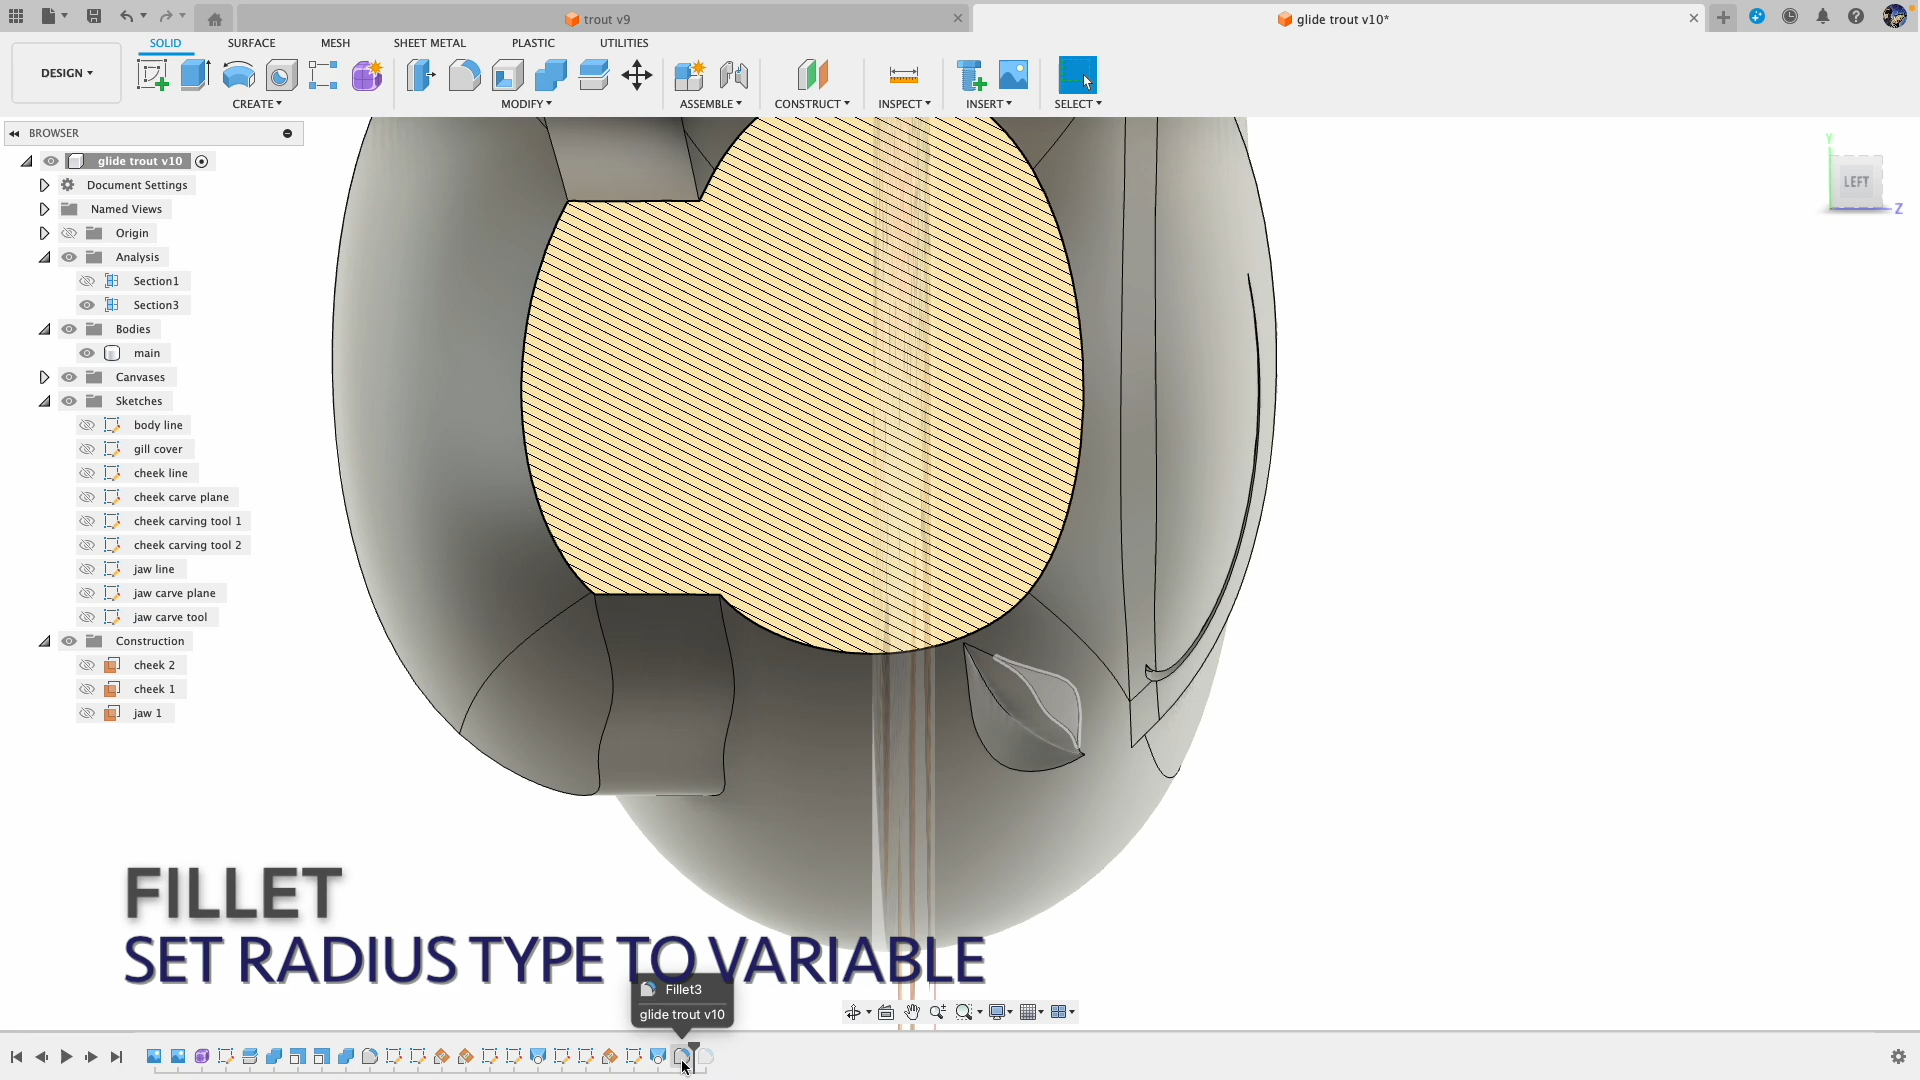 trout v9
glide trout v10*
DESIGN
SOLID
SURFACE
MESH
SHEET METAL
PLASTIC
UTILITIES
CREATE
MODIFY
ASSEMBLE
CONSTRUCT
INSPECT
INSERT
SELECT
BROWSER
glide trout v10
Document Settings
Named Views
Origin
Analysis
Section1
Section3
Bodies
main
Canvases
Sketches
body line
gill cover
cheek line
cheek carve plane
cheek carving tool 1
cheek carving tool 2
jaw line
jaw carve plane
jaw carve tool
Construction
cheek 2
cheek 1
jaw 1
Y
LEFT
Z
FILLET
SET RADIUS TYPE TO VARIABLE
Fillet3
glide trout v10